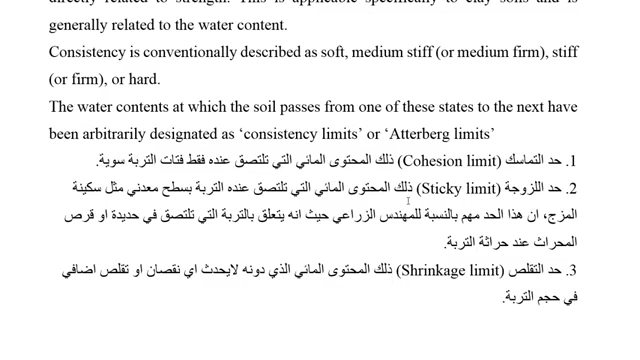 directly related to strength. This is applicable specifically to clay soils and is
generally related to the water content.
Consistency is conventionally described as soft, medium stiff (or medium firm), stiff
(or firm), or hard.
The water contents at which the soil passes from one of these states to the next have
been arbitrarily designated as ‘consistency limits’ or ‘Atterberg limits’
1. حد التماسك (Cohesion limit) ذلك المحتوى المائي التي تلتصق عنده فقط فتات التربة سوية.
2. حد اللزوجة (Sticky limit) ذلك المحتوى المائي التي تلتصق عنده التربة بسطح معدني مثل سكينة
المزج، ان هذا الحد مهم بالنسبة للمهندس الزراعي حيث انه يتعلق بالتربة التي تلتصق في حديدة او قرص
المحراث عند حراثة التربة.
3. حد التقلص (Shrinkage limit) ذلك المحتوى المائي الذي دونه لايحدث اي نقصان او تقلص اضافي
في حجم التربة.